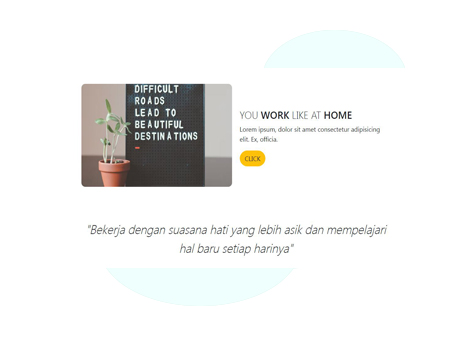 DIFFICULT
ROADS
LEAD TO
BEAUTIFUL
DESTINATIONS
YOU WORK LIKE AT HOME
Lorem ipsum, dolor sit amet consectetur adipisicing
elit. Ex, officia.
CLICK
"Bekerja dengan suasana hati yang lebih asik dan mempelajari
hal baru setiap harinya"